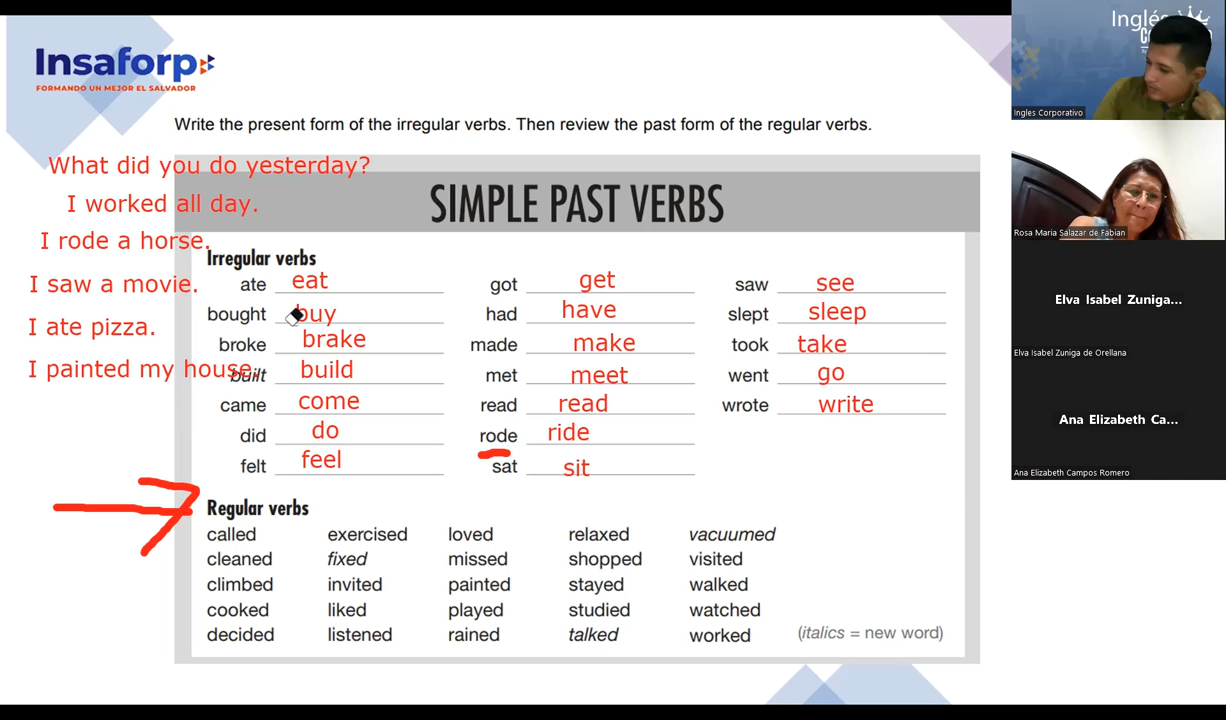 Insaforp
FORMANDO UN MEJOR EL SALVADOR
Write the present form of the irregular verbs. Then review the past form of the regular verbs.
What did you do yesterday?
I worked all day.
I rode a horse.
I saw a movie.
I ate pizza.
I painted my house.
SIMPLE PAST VERBS
Irregular verbs
ate eat
bought buy
broke brake
built build
came come
did do
felt feel
got get
had have
made make
met meet
read read
rode ride
sat sit
saw see
slept sleep
took take
went go
wrote write
Regular verbs
called exercised loved relaxed vacuumed
cleaned fixed missed shopped visited
climbed invited painted stayed walked
cooked liked played studied watched
decided listened rained talked worked
(italics = new word)
Inglés
Ingles Corporativo
Rosa Maria Salazar de Fabian
Elva Isabel Zuniga...
Elva Isabel Zuniga de Orellana
Ana Elizabeth Ca...
Ana Elizabeth Campos Romero